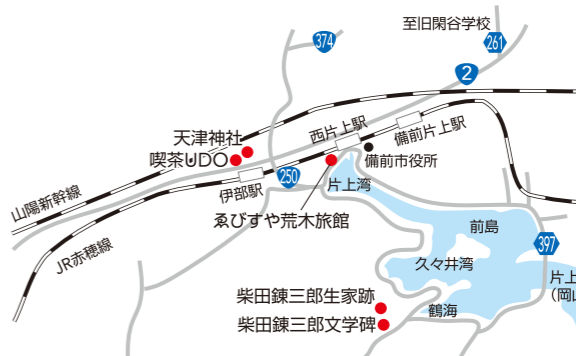 至旧閑谷学校
374
261
2
天津神社
喫茶UDO
西片上駅
備前片上駅
備前市役所
山陽新幹線
伊部駅
250
片上湾
ゑびすや荒木旅館
JR赤穂線
前島
397
久々井湾
片上
(岡山
柴田錬三郎生家跡
鶴海
柴田錬三郎文学碑